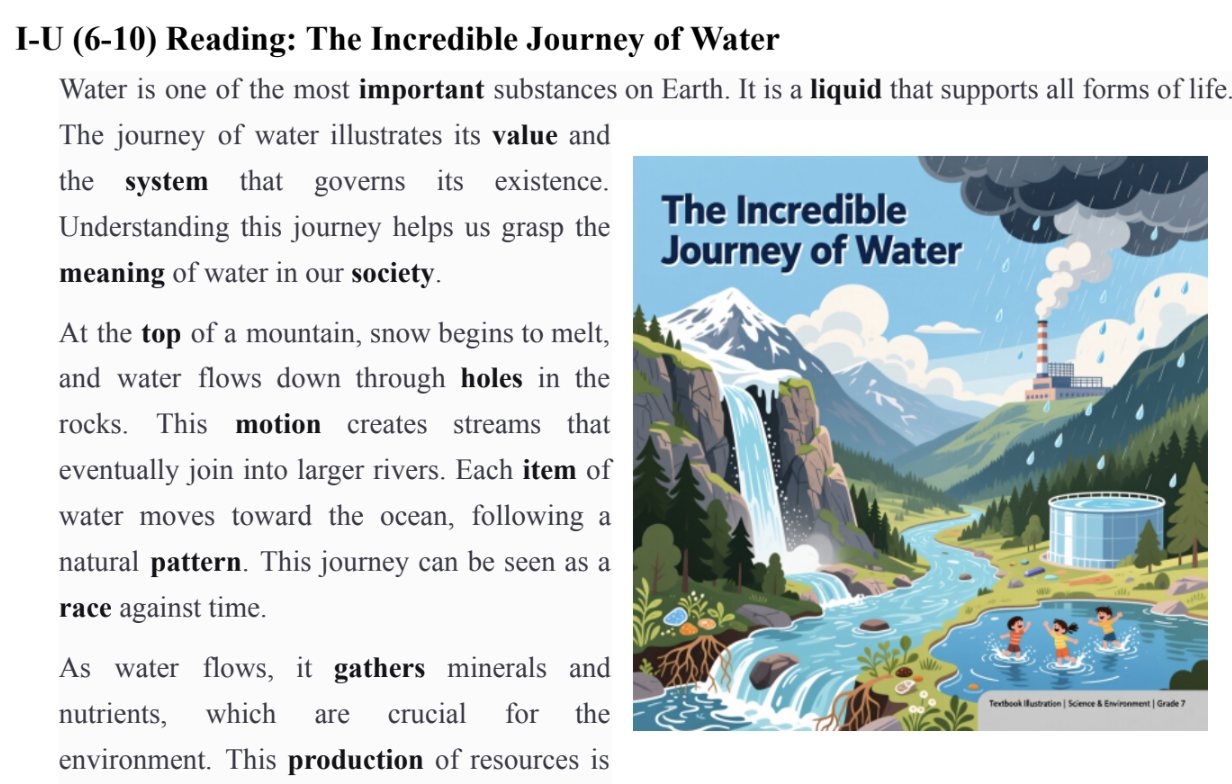 I-U (6-10) Reading: The Incredible Journey of Water
Water is one of the most important substances on Earth. It is a liquid that supports all forms of life.
The journey of water illustrates its value and
the system that governs its existence.
Understanding this journey helps us grasp the
meaning of water in our society.
At the top of a mountain, snow begins to melt,
and water flows down through holes in the
rocks. This motion creates streams that
eventually join into larger rivers. Each item of
water moves toward the ocean, following a
natural pattern. This journey can be seen as a
race against time.
As water flows, it gathers minerals and
nutrients, which are crucial for the
environment. This production of resources is
The Incredible
Journey of Water
Textbook Illustration | Science & Environment | Grade 7